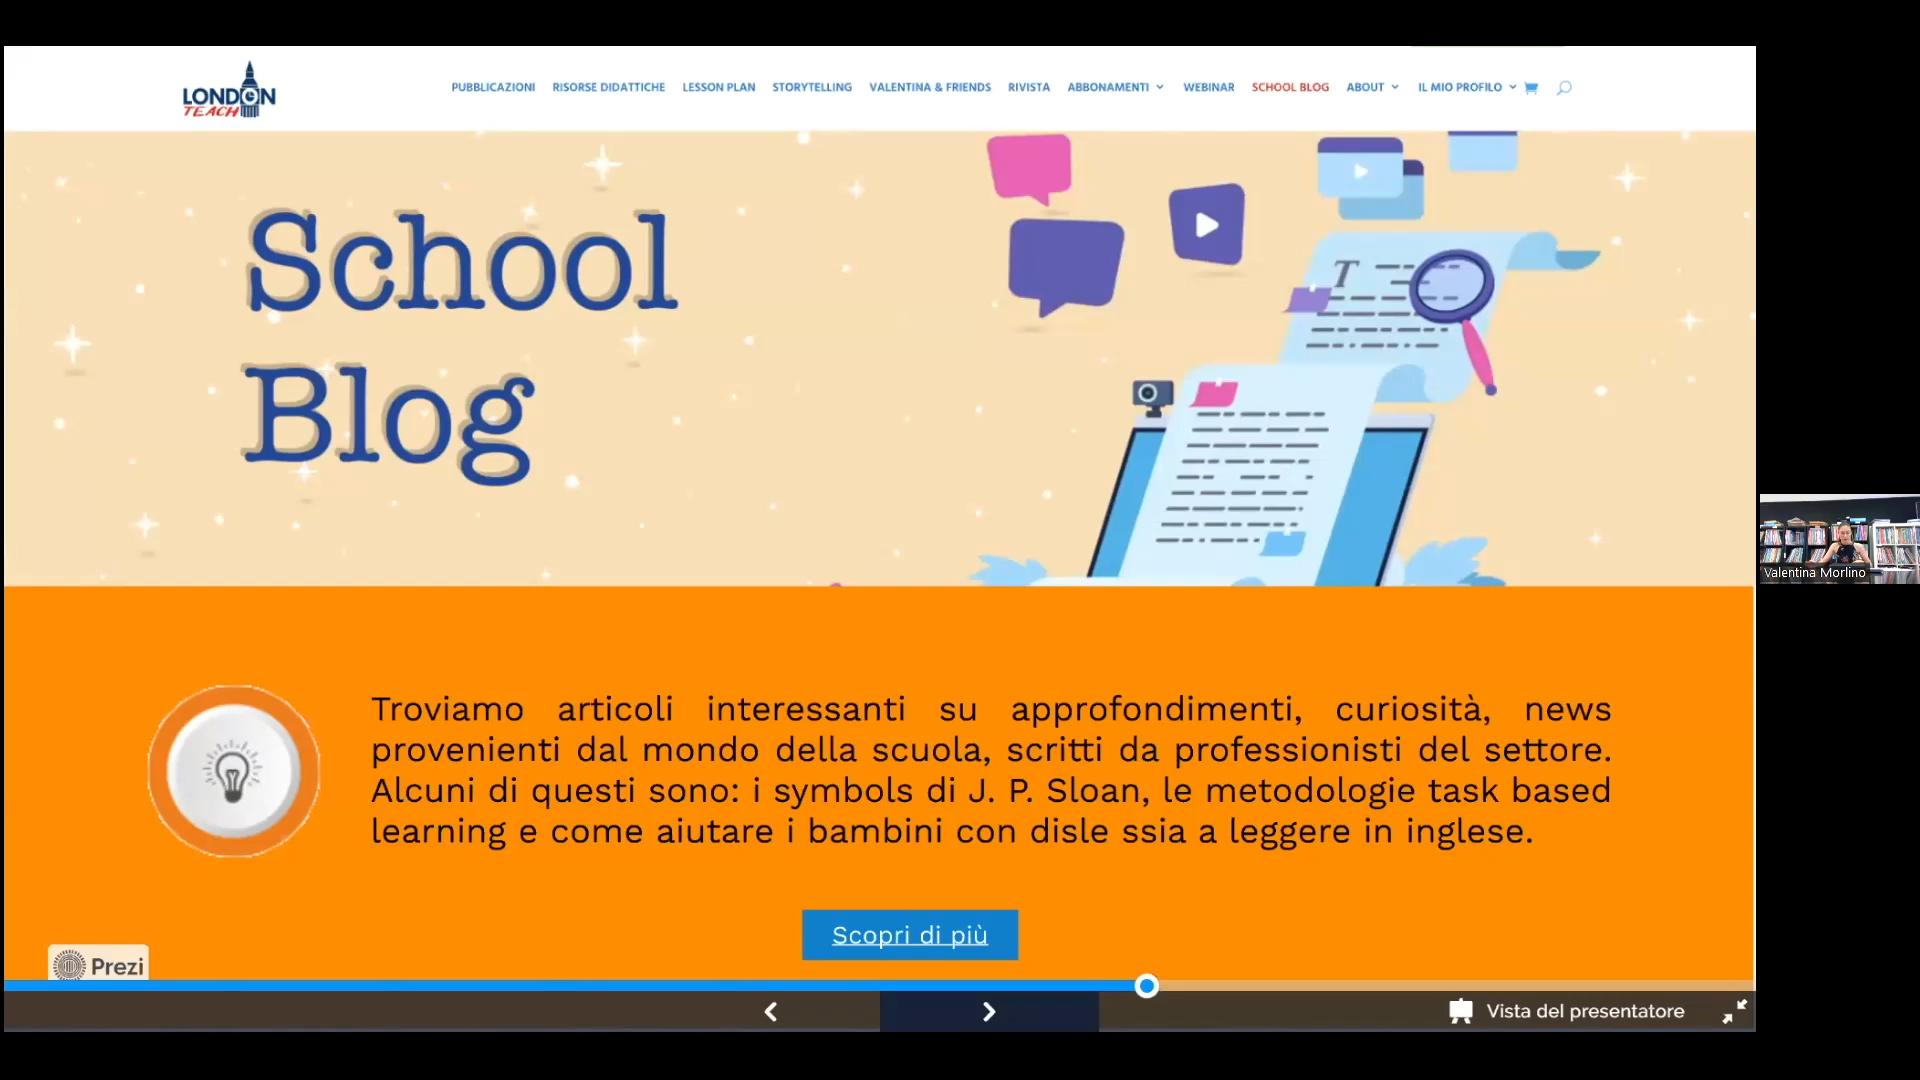 LONDON
TEACH
PUBBLICAZIONI RISORSE DIDATTICHE LESSON PLAN STORYTELLING VALENTINA & FRIENDS RIVISTA ABBONAMENTI WEBINAR SCHOOL BLOG ABOUT IL MIO PROFILO
School
Blog
T
Troviamo articoli interessanti su approfondimenti, curiosità, news
provenienti dal mondo della scuola, scritti da professionisti del settore.
Alcuni di questi sono: i symbols di J. P. Sloan, le metodologie task based
learning e come aiutare i bambini con disle ssia a leggere in inglese.
Scopri di più
Prezi
Vista del presentatore
Valentina Morlino